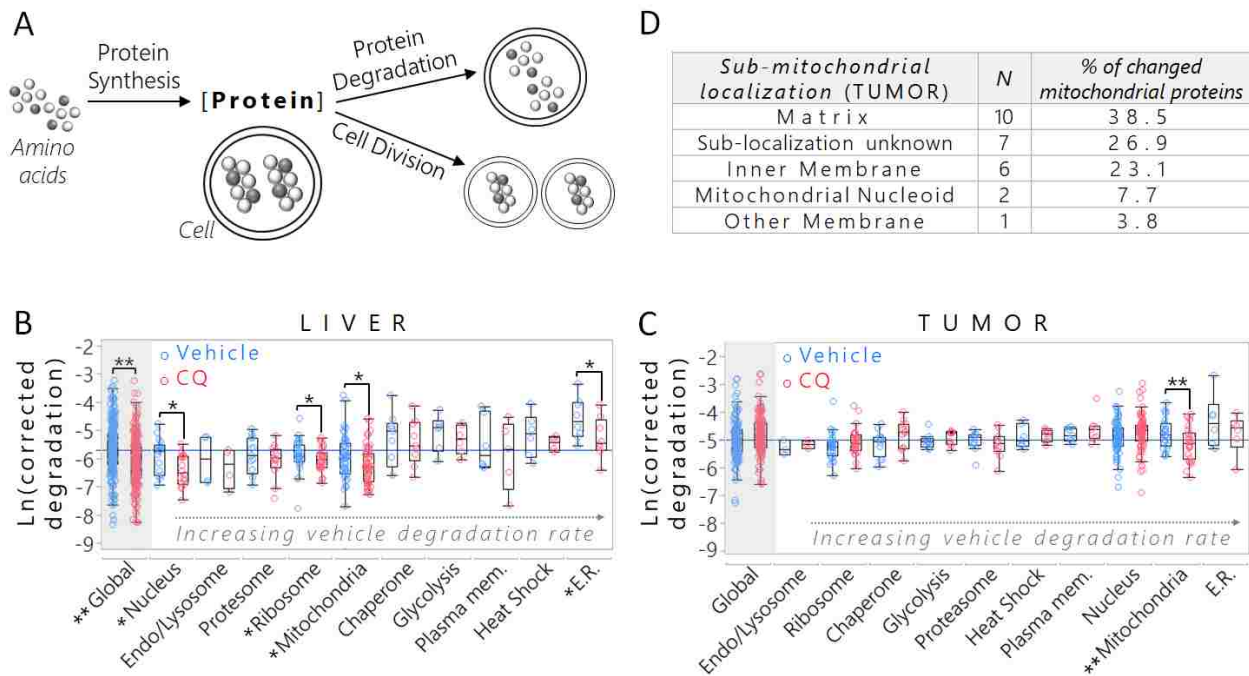 A
Protein
Synthesis
Amino
acids
[Protein]
Cell
Protein
Degradation
Cell Division
D
Sub-mitochondrial
localization (TUMOR) N % of changed
mitochondrial proteins
Matrix 10 38.5
Sub-localization unknown 7 26.9
Inner Membrane 6 23.1
Mitochondrial Nucleoid 2 7.7
Other Membrane 1 3.8
B LIVER
Ln(corrected
degradation)
-2
-3
-4
-5
-6
-7
-8
-9
Vehicle
CQ
**
*
*
*
*
Increasing vehicle degradation rate
**Global
*Nucleus
Endo/Lysosome
Protesome
*Ribosome
*Mitochondria
Chaperone
Glycolysis
Plasma mem.
Heat Shock
*E.R.
C TUMOR
Ln(corrected
degradation)
-2
-3
-4
-5
-6
-7
-8
-9
Vehicle
CQ
**
Increasing vehicle degradation rate
Global
Endo/Lysosome
Ribosome
Chaperone
Glycolysis
Proteasome
Heat Shock
Plasma mem.
Nucleus
**Mitochondria
E.R.